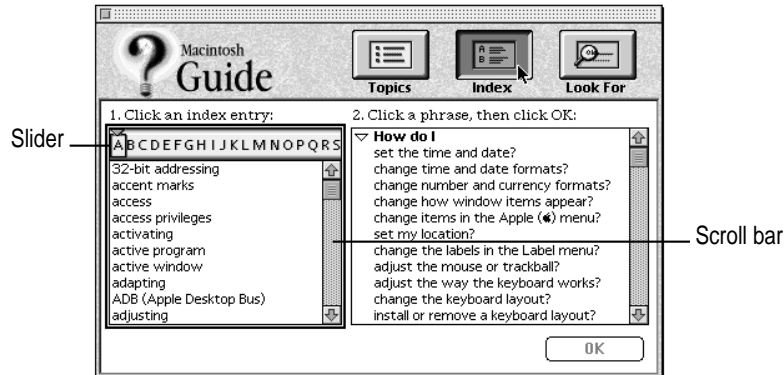 Macintosh
Guide
Topics
Index
Look For
1. Click an index entry:
2. Click a phrase, then click OK:
Slider
A B C D E F G H I J K L M N O P Q R S
32-bit addressing
accent marks
access
access privileges
activating
active program
active window
adapting
ADB (Apple Desktop Bus)
adjusting
How do I
set the time and date?
change time and date formats?
change number and currency formats?
change how window items appear?
change items in the Apple () menu?
set my location?
change the labels in the Label menu?
adjust the mouse or trackball?
adjust the way the keyboard works?
change the keyboard layout?
install or remove a keyboard layout?
Scroll bar
OK